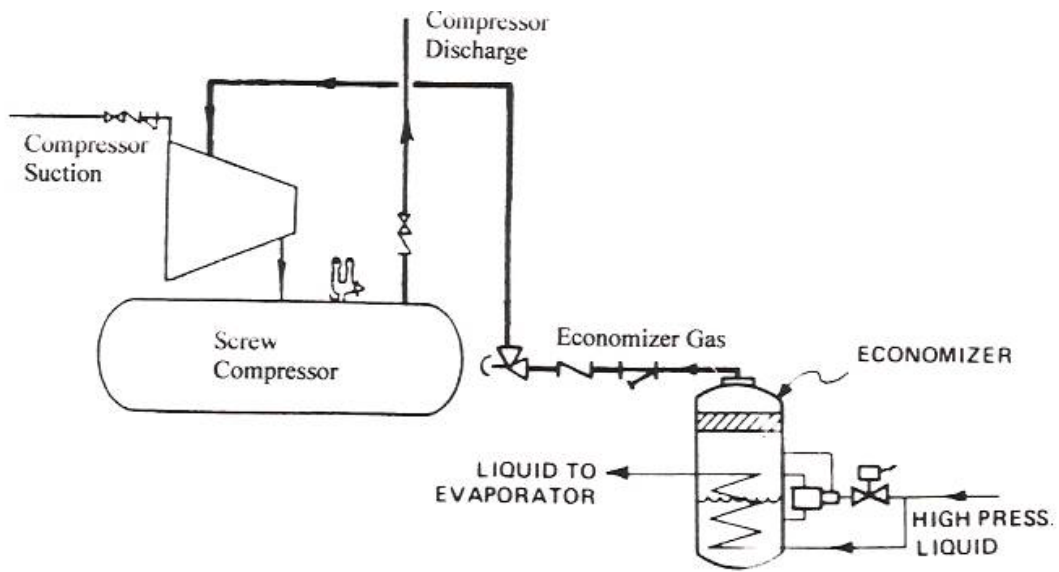 Compressor
Discharge
Compressor
Suction
Screw
Compressor
Economizer Gas
ECONOMIZER
LIQUID TO
EVAPORATOR
HIGH PRESS.
LIQUID